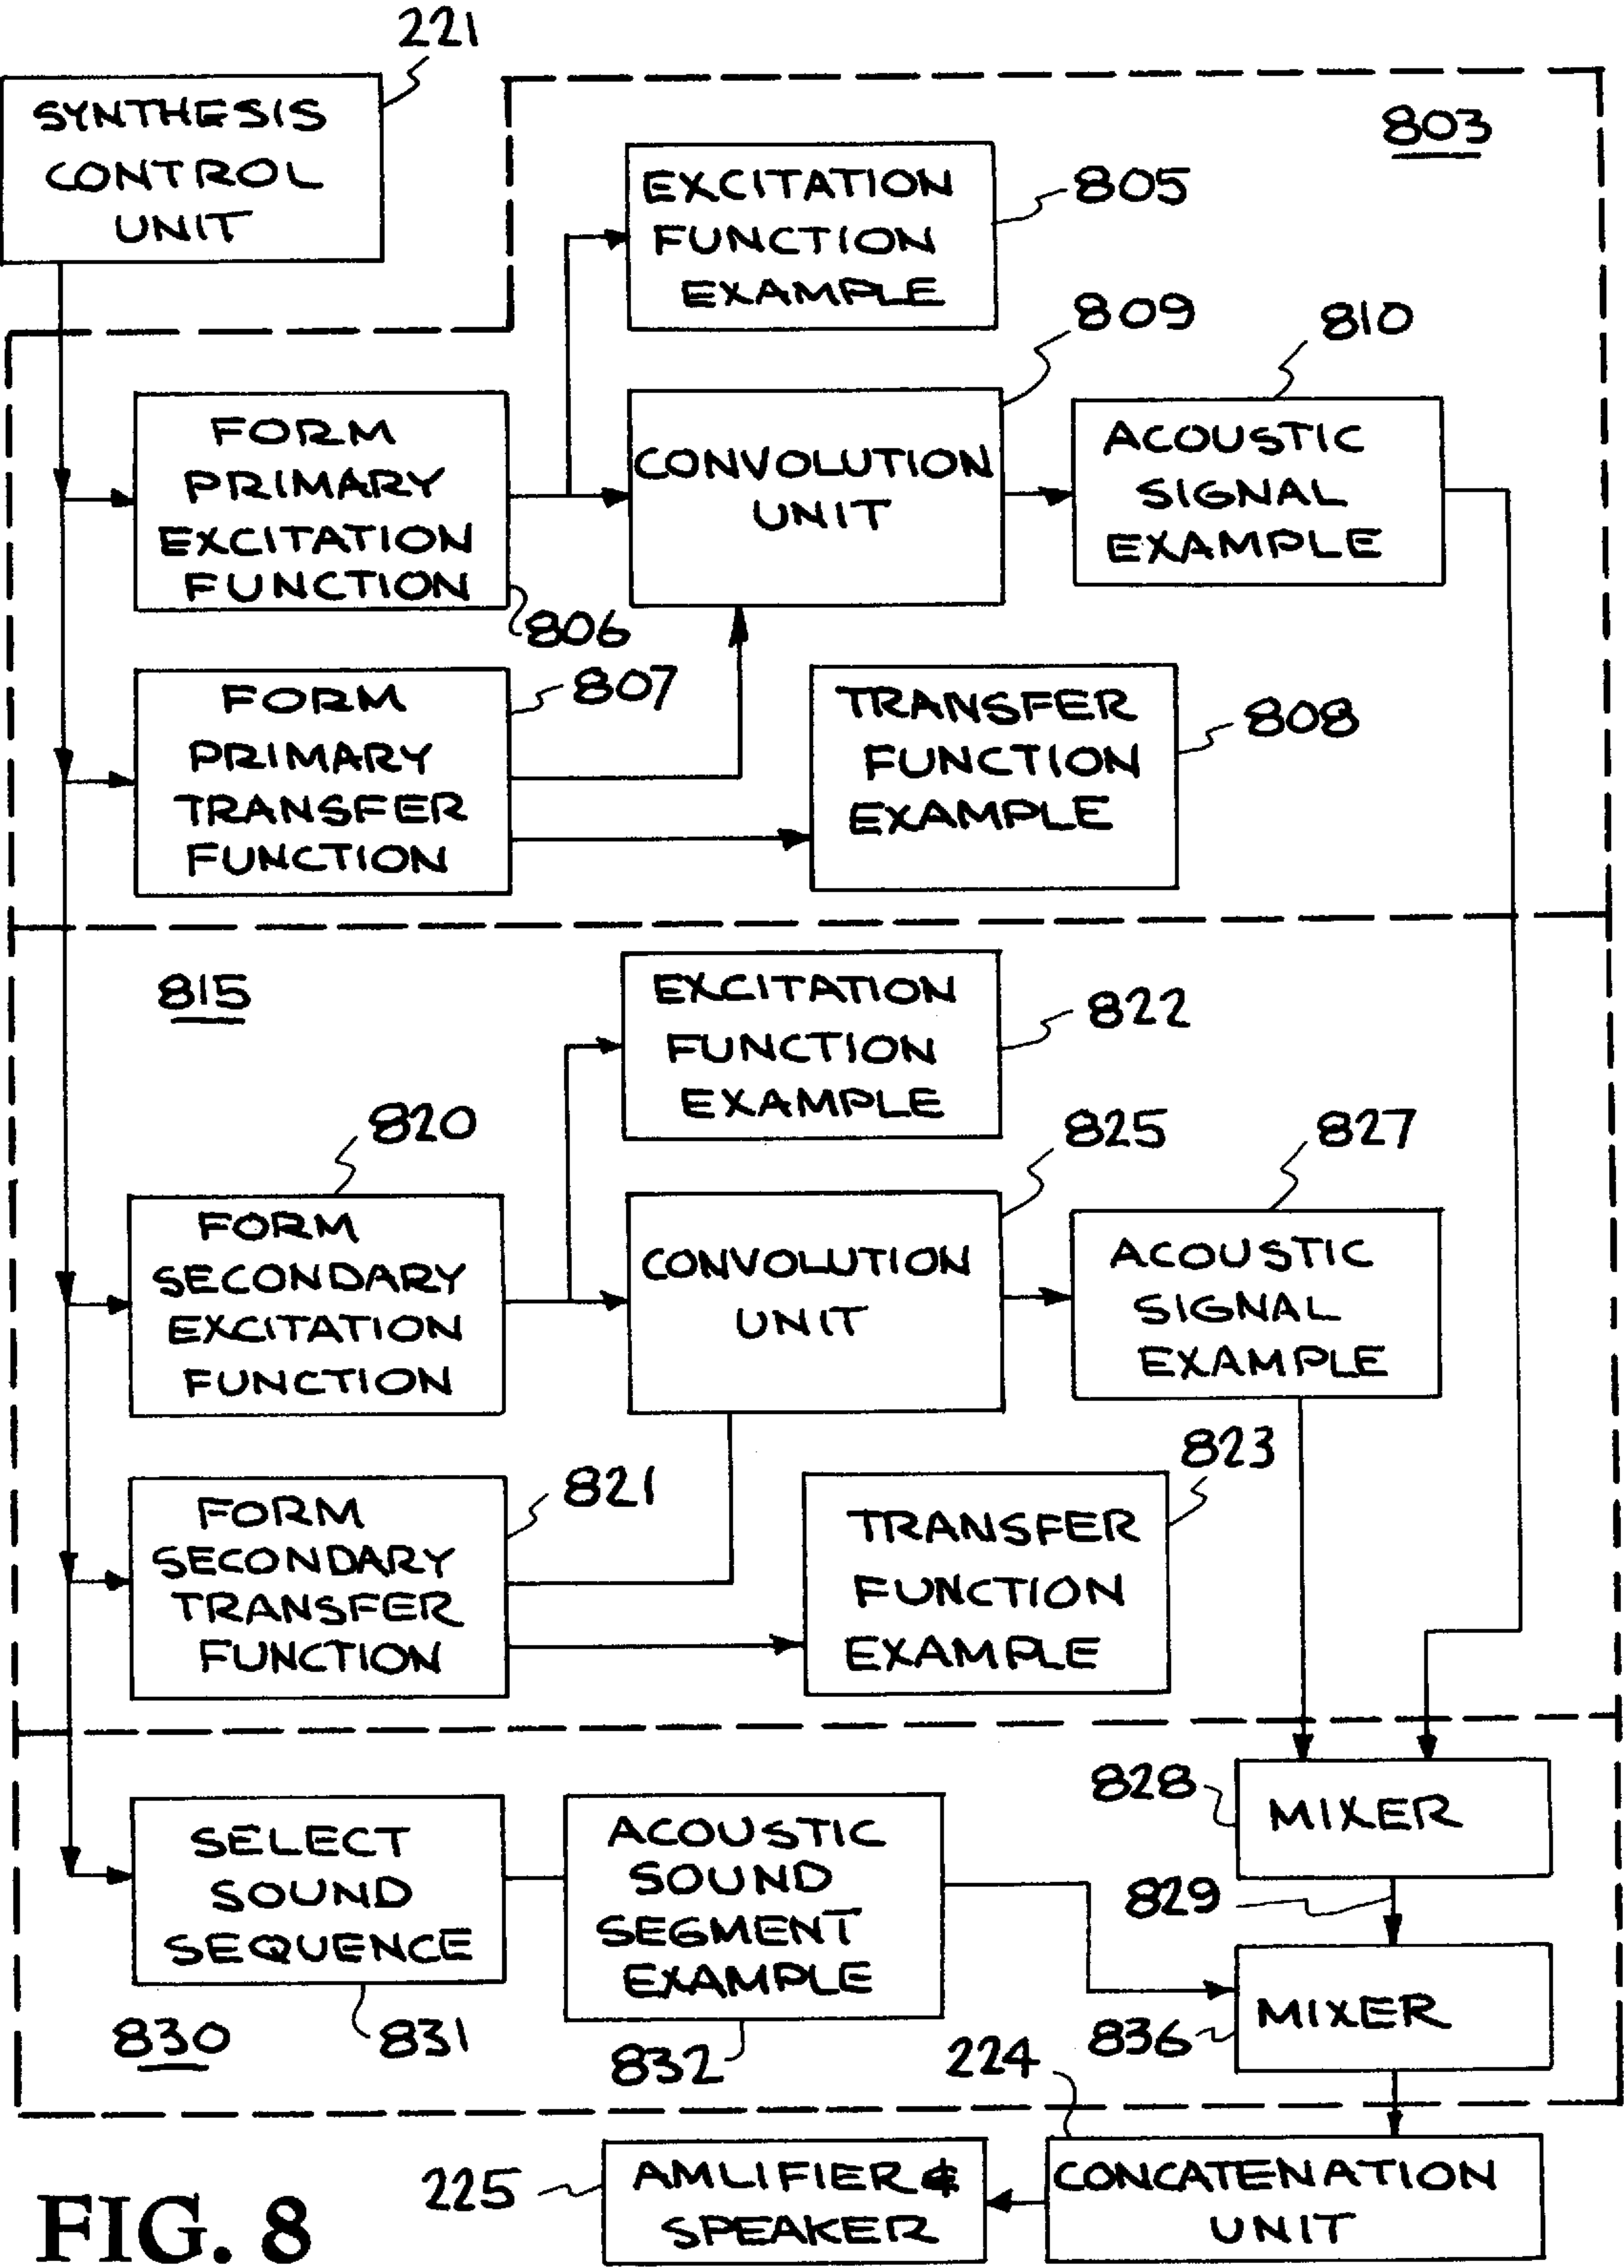 221
SYNTHESIS
CONTROL
UNIT
803
EXCITATION
FUNCTION
EXAMPLE
805
809
810
FORM
PRIMARY
EXCITATION
FUNCTION
806
CONVOLUTION
UNIT
ACOUSTIC
SIGNAL
EXAMPLE
FORM
PRIMARY
TRANSFER
FUNCTION
807
TRANSFER
FUNCTION
EXAMPLE
808
815
EXCITATION
FUNCTION
EXAMPLE
822
820
825
827
FORM
SECONDARY
EXCITATION
FUNCTION
CONVOLUTION
UNIT
ACOUSTIC
SIGNAL
EXAMPLE
FORM
SECONDARY
TRANSFER
FUNCTION
821
TRANSFER
FUNCTION
EXAMPLE
823
828
MIXER
829
SELECT
SOUND
SEQUENCE
831
830
ACOUSTIC
SOUND
SEGMENT
EXAMPLE
832
MIXER
836
224
225
AMLIFIER &
SPEAKER
CONCATENATION
UNIT
FIG. 8